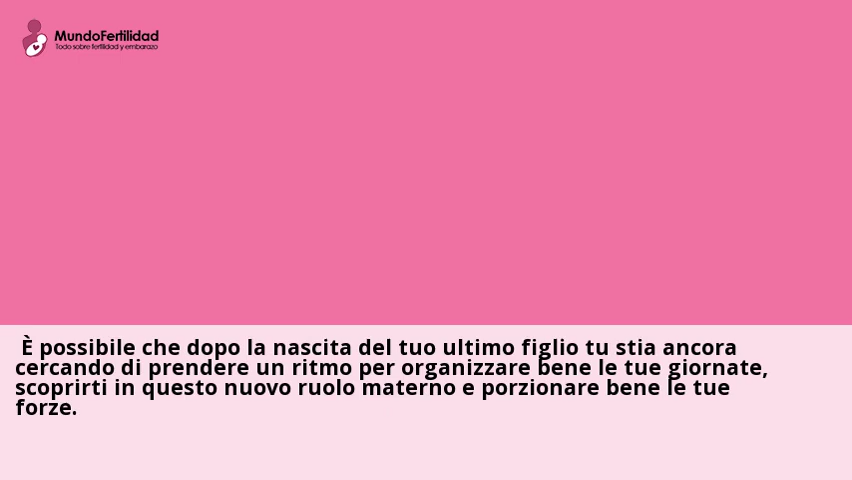 MundoFertilidad
Todo sobre fertilidad y embarazo
È possibile che dopo la nascita del tuo ultimo figlio tu stia ancora
cercando di prendere un ritmo per organizzare bene le tue giornate,
scoprirti in questo nuovo ruolo materno e porzionare bene le tue
forze.